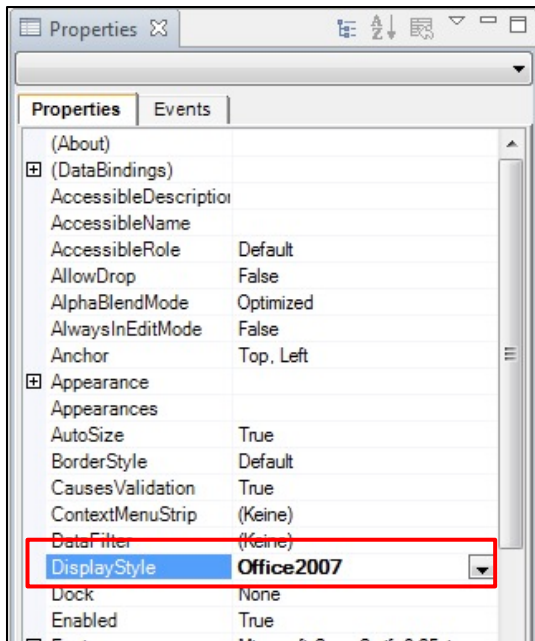 Properties
Properties Events
(About)
(DataBindings)
AccessibleDescription
AccessibleName
AccessibleRole Default
AllowDrop False
AlphaBlendMode Optimized
AlwaysInEditMode False
Anchor Top, Left
Appearance
Appearances
AutoSize True
BorderStyle Default
CausesValidation True
ContextMenuStrip (Keine)
DataFilter (Keine)
DisplayStyle Office2007
Dock None
Enabled True